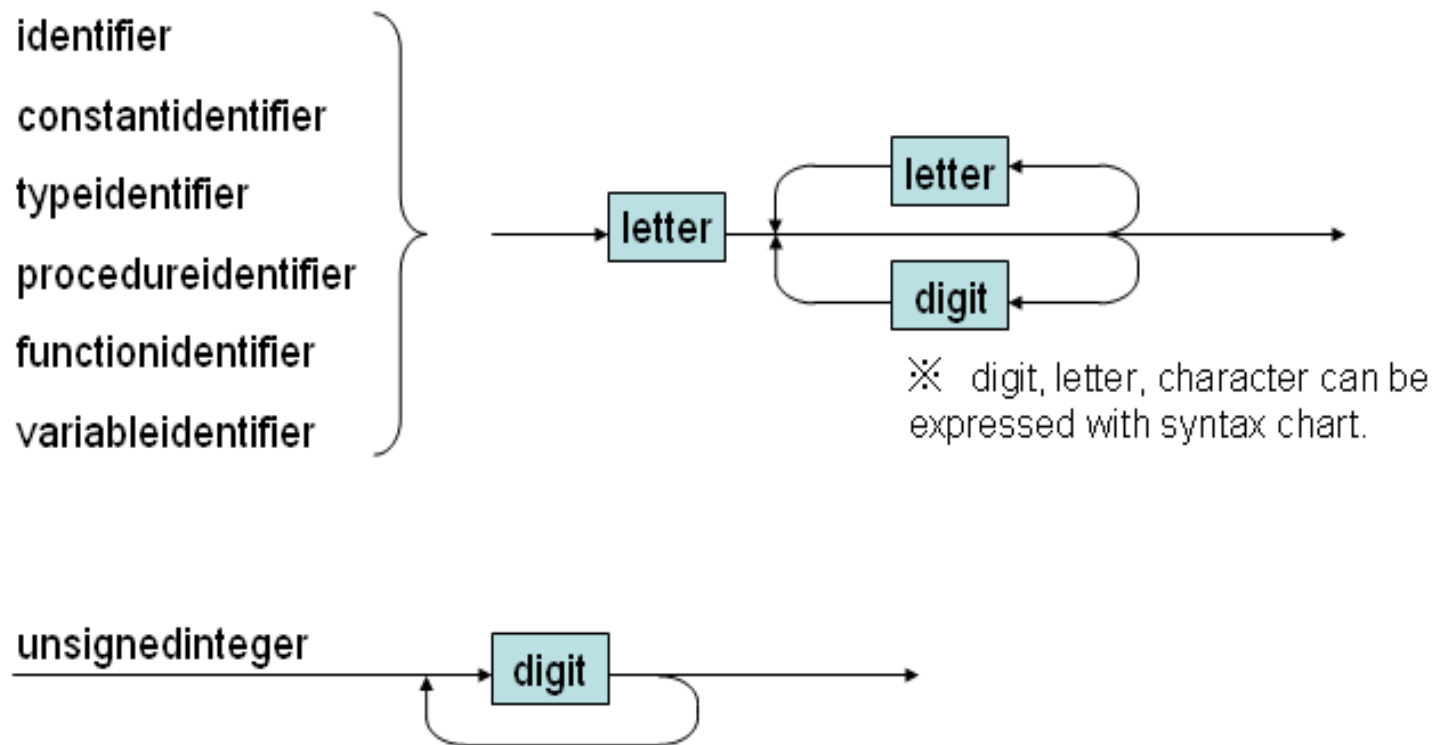 identifier
constantidentifier
typeidentifier
procedureidentifier
functionidentifier
variableidentifier
letter
letter
digit
※ digit, letter, character can be
expressed with syntax chart.
unsignedinteger
digit